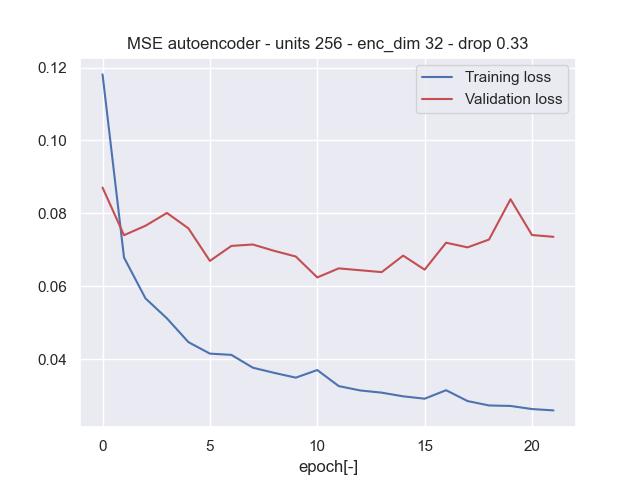 MSE autoencoder - units 256 - enc_dim 32 - drop 0.33
Training loss
Validation loss
0.12
0.10
0.08
0.06
0.04
0 5 10 15 20
epoch[-]